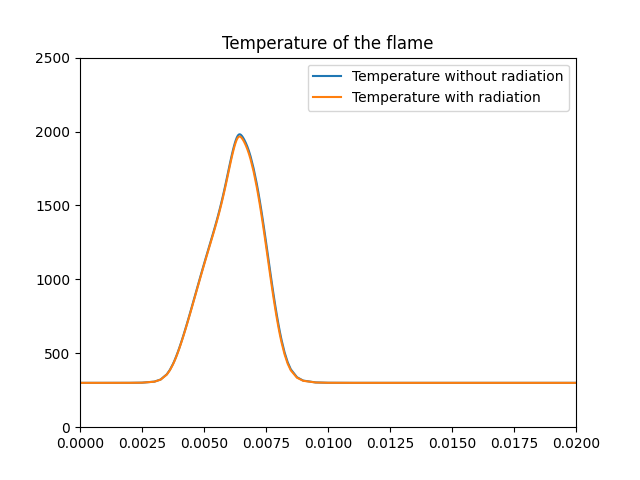 Temperature of the flame
2500
2000
1500
1000
500
0
Temperature without radiation
Temperature with radiation
0.0000 0.0025 0.0050 0.0075 0.0100 0.0125 0.0150 0.0175 0.0200